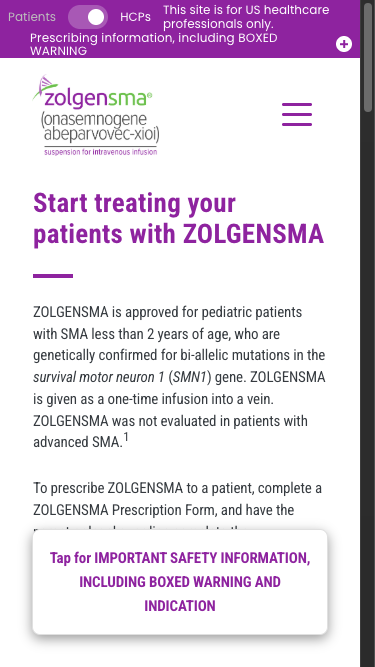 Patients HCPs This site is for US healthcare professionals only.
Prescribing information, including BOXED WARNING
zolgensma®
(onasemnogene
abeparvovec-xioi)
suspension for intravenous infusion
Start treating your
patients with ZOLGENSMA
ZOLGENSMA is approved for pediatric patients
with SMA less than 2 years of age, who are
genetically confirmed for bi-allelic mutations in the
survival motor neuron 1 (SMN1) gene. ZOLGENSMA
is given as a one-time infusion into a vein.
ZOLGENSMA was not evaluated in patients with
advanced SMA.1
To prescribe ZOLGENSMA to a patient, complete a
ZOLGENSMA Prescription Form, and have the
Tap for IMPORTANT SAFETY INFORMATION,
INCLUDING BOXED WARNING AND
INDICATION